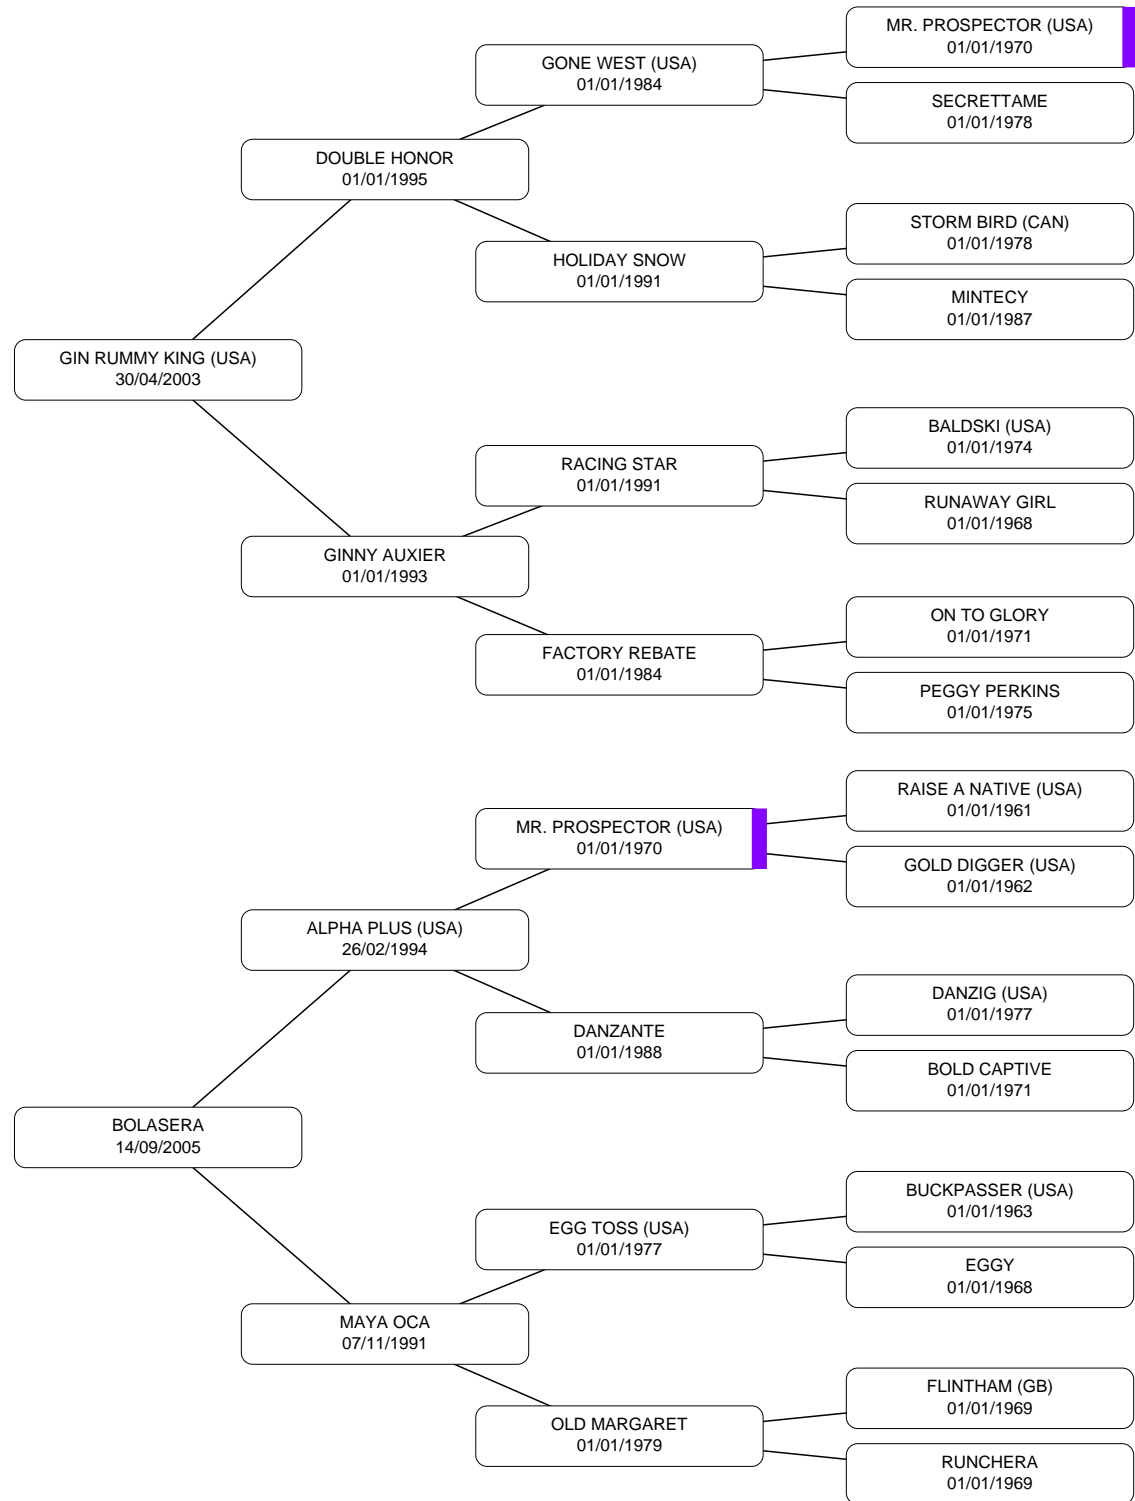 MR. PROSPECTOR (USA)
01/01/1970
GONE WEST (USA)
01/01/1984
SECRETTAME
01/01/1978
DOUBLE HONOR
01/01/1995
STORM BIRD (CAN)
01/01/1978
HOLIDAY SNOW
01/01/1991
MINTECY
01/01/1987
GIN RUMMY KING (USA)
30/04/2003
BALDSKI (USA)
01/01/1974
RACING STAR
01/01/1991
RUNAWAY GIRL
01/01/1968
GINNY AUXIER
01/01/1993
ON TO GLORY
01/01/1971
FACTORY REBATE
01/01/1984
PEGGY PERKINS
01/01/1975
RAISE A NATIVE (USA)
01/01/1961
MR. PROSPECTOR (USA)
01/01/1970
GOLD DIGGER (USA)
01/01/1962
ALPHA PLUS (USA)
26/02/1994
DANZIG (USA)
01/01/1977
DANZANTE
01/01/1988
BOLD CAPTIVE
01/01/1971
BOLASERA
14/09/2005
BUCKPASSER (USA)
01/01/1963
EGG TOSS (USA)
01/01/1977
EGGY
01/01/1968
MAYA OCA
07/11/1991
FLINTHAM (GB)
01/01/1969
OLD MARGARET
01/01/1979
RUNCHERA
01/01/1969